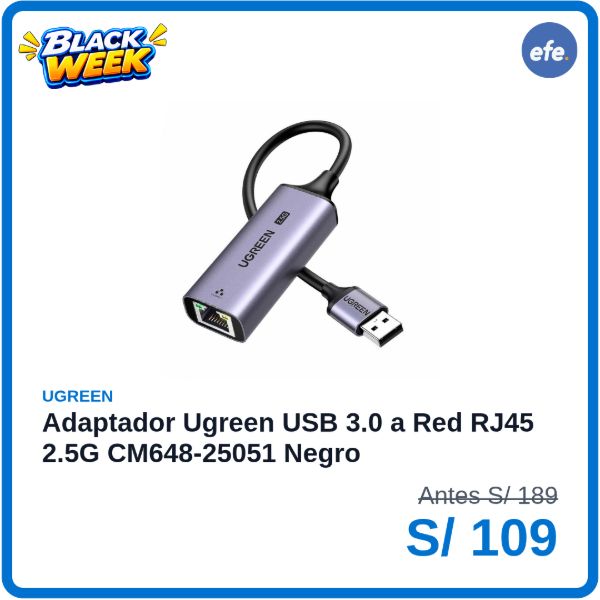 BLACK
WEEK
efe.
2.5G
UGREEN
UGREEN
UGREEN
Adaptador Ugreen USB 3.0 a Red RJ45
2.5G CM648-25051 Negro
Antes S/ 189
S/ 109